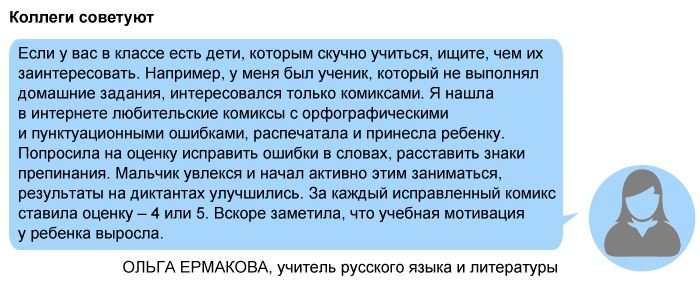 Коллеги советуют
Если у вас в классе есть дети, которым скучно учиться, ищите, чем их
заинтересовать. Например, у меня был ученик, который не выполнял
домашние задания, интересовался только комиксами. Я нашла
в интернете любительские комиксы с орфографическими
и пунктуационными ошибками, распечатала и принесла ребенку.
Попросила на оценку исправить ошибки в словах, расставить знаки
препинания. Мальчик увлекся и начал активно этим заниматься,
результаты на диктантах улучшились. За каждый исправленный комикс
ставила оценку – 4 или 5. Вскоре заметила, что учебная мотивация
у ребенка выросла.
ОЛЬГА ЕРМАКОВА, учитель русского языка и литературы